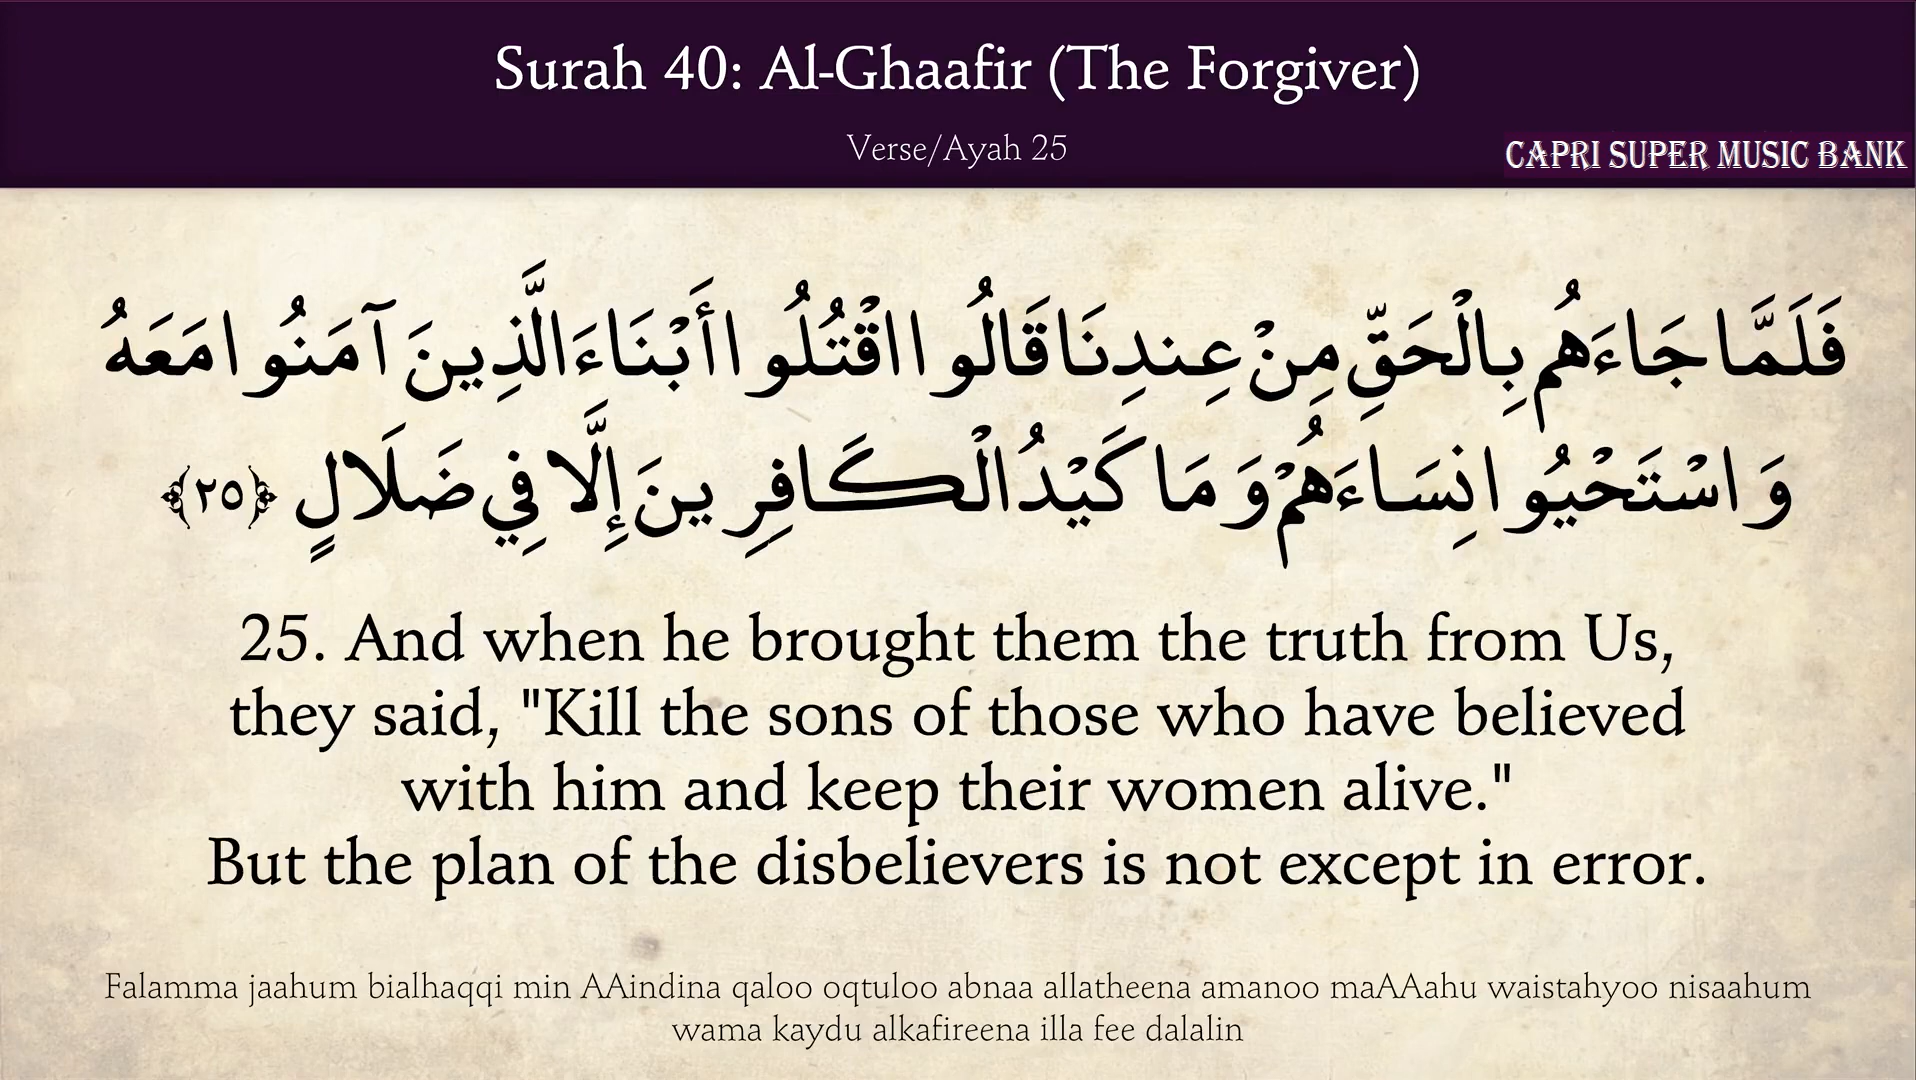 Surah 40: Al-Ghaafir (The Forgiver)
Verse/Ayah 25
CAPRI SUPER MUSIC BANK
فَلَمَّا جَاءَهُم بِالْحَقِّ مِنْ عِندِنَا قَالُوا اقْتُلُوا أَبْنَاءَ الَّذِينَ آمَنُوا مَعَهُ
وَاسْتَحْيُوا نِسَاءَهُمْ وَمَا كَيْدُ الْكَافِرِينَ إِلَّا فِي ضَلَالٍ ﴿٢٥﴾
25. And when he brought them the truth from Us,
they said, "Kill the sons of those who have believed
with him and keep their women alive."
But the plan of the disbelievers is not except in error.
Falamma jaahum bialhaqqi min AAindina qaloo oqtuloo abnaa allatheena amanoo maAAahu waistahyoo nisaahum
wama kaydu alkafireena illa fee dalalin